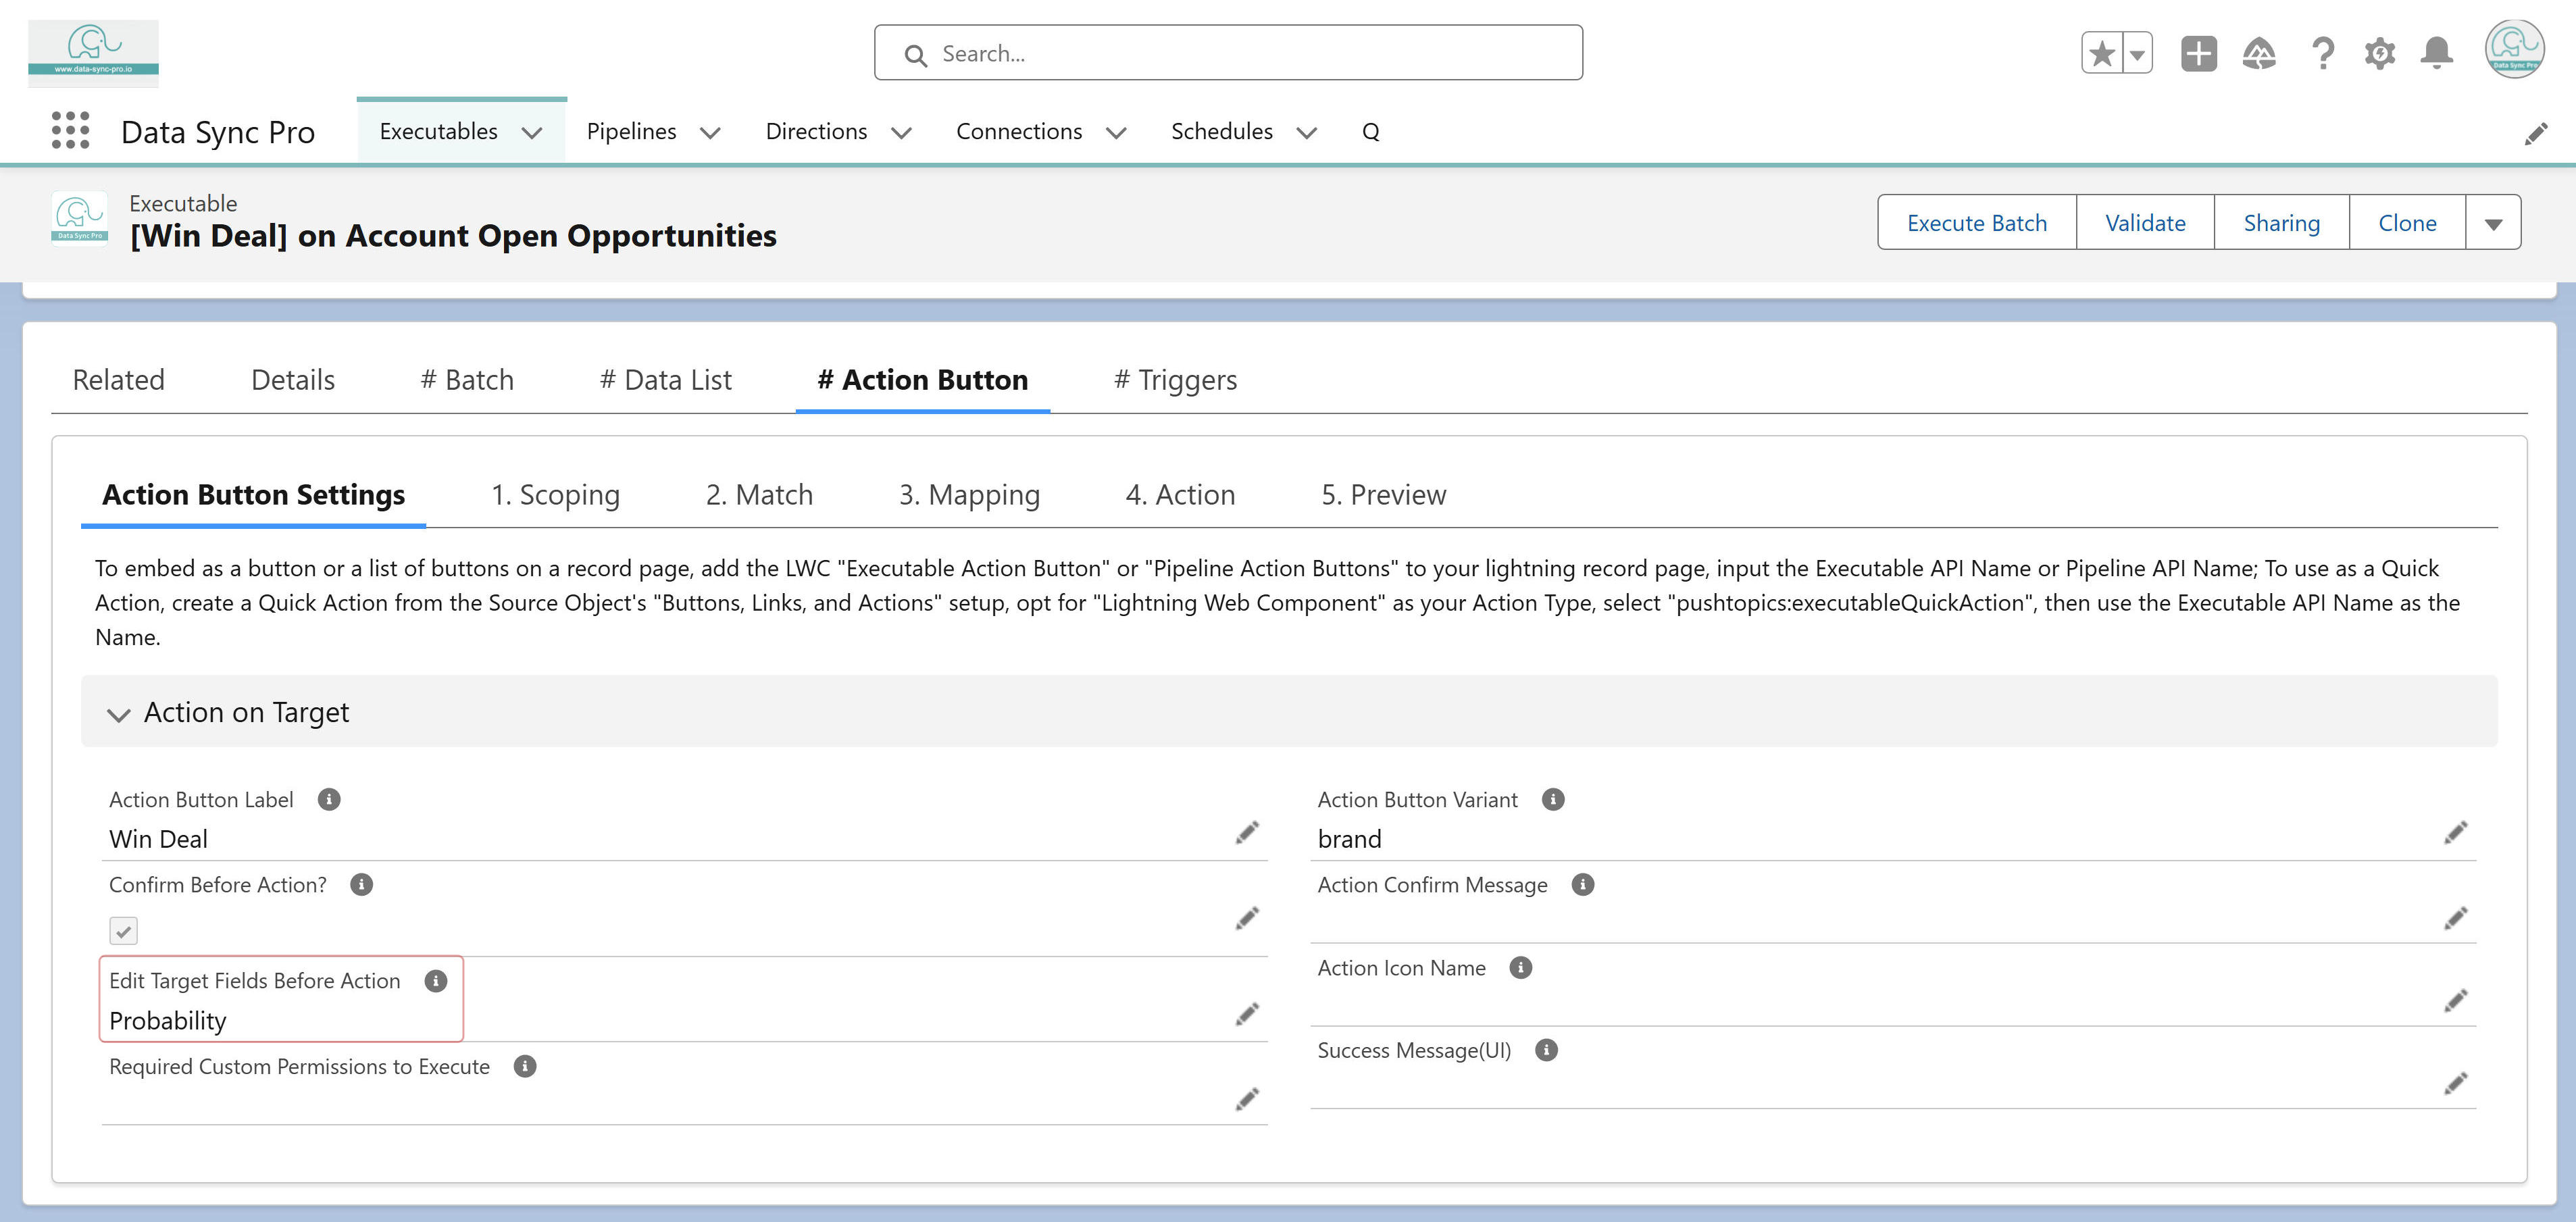 www.data-sync-pro.io
Search...
Data Sync Pro
Data Sync Pro
Executables
Pipelines
Directions
Connections
Schedules
Q
Data Sync Pro
Executable
[Win Deal] on Account Open Opportunities
Execute Batch
Validate
Sharing
Clone
Related
Details
# Batch
# Data List
# Action Button
# Triggers
Action Button Settings
1. Scoping
2. Match
3. Mapping
4. Action
5. Preview
To embed as a button or a list of buttons on a record page, add the LWC "Executable Action Button" or "Pipeline Action Buttons" to your lightning record page, input the Executable API Name or Pipeline API Name; To use as a Quick
Action, create a Quick Action from the Source Object's "Buttons, Links, and Actions" setup, opt for "Lightning Web Component" as your Action Type, select "pushtopics:executableQuickAction", then use the Executable API Name as the
Name.
Action on Target
Action Button Label
Win Deal
Action Button Variant
brand
Confirm Before Action?
Action Confirm Message
Edit Target Fields Before Action
Probability
Action Icon Name
Required Custom Permissions to Execute
Success Message(UI)